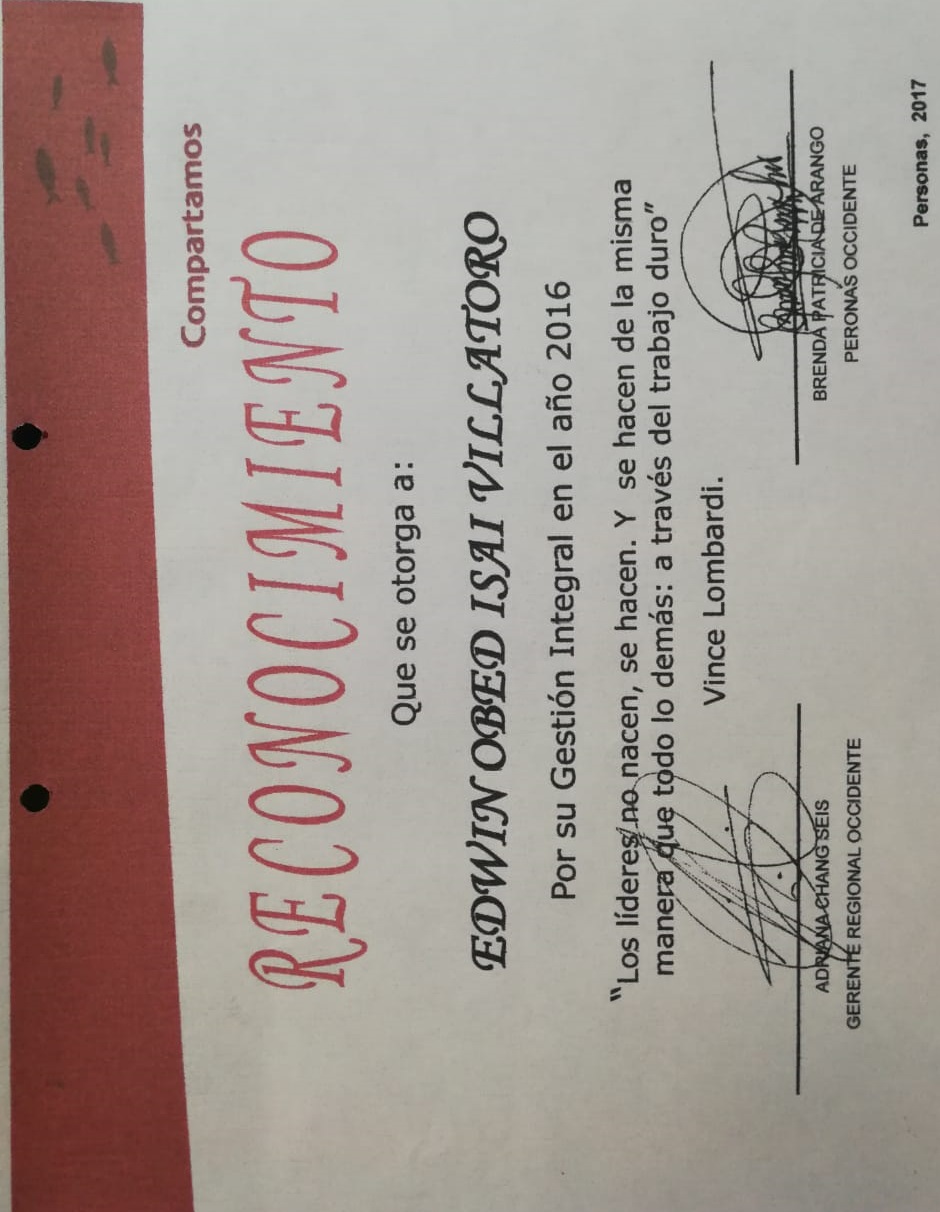 Compartamos
RECONOCIMIENTO
Que se otorga a:
EDWIN OBED ISAI VILLATORO
Por su Gestión Integral en el año 2016
“Los líderes no nacen, se hacen. Y se hacen de la misma
manera que todo lo demás: a través del trabajo duro”
Vince Lombardi.
ADRIANA CHANG SEIS
GERENTE REGIONAL OCCIDENTE
BRENDA PATRICIA DE ARANGO
PERONAS OCCIDENTE
Personas, 2017